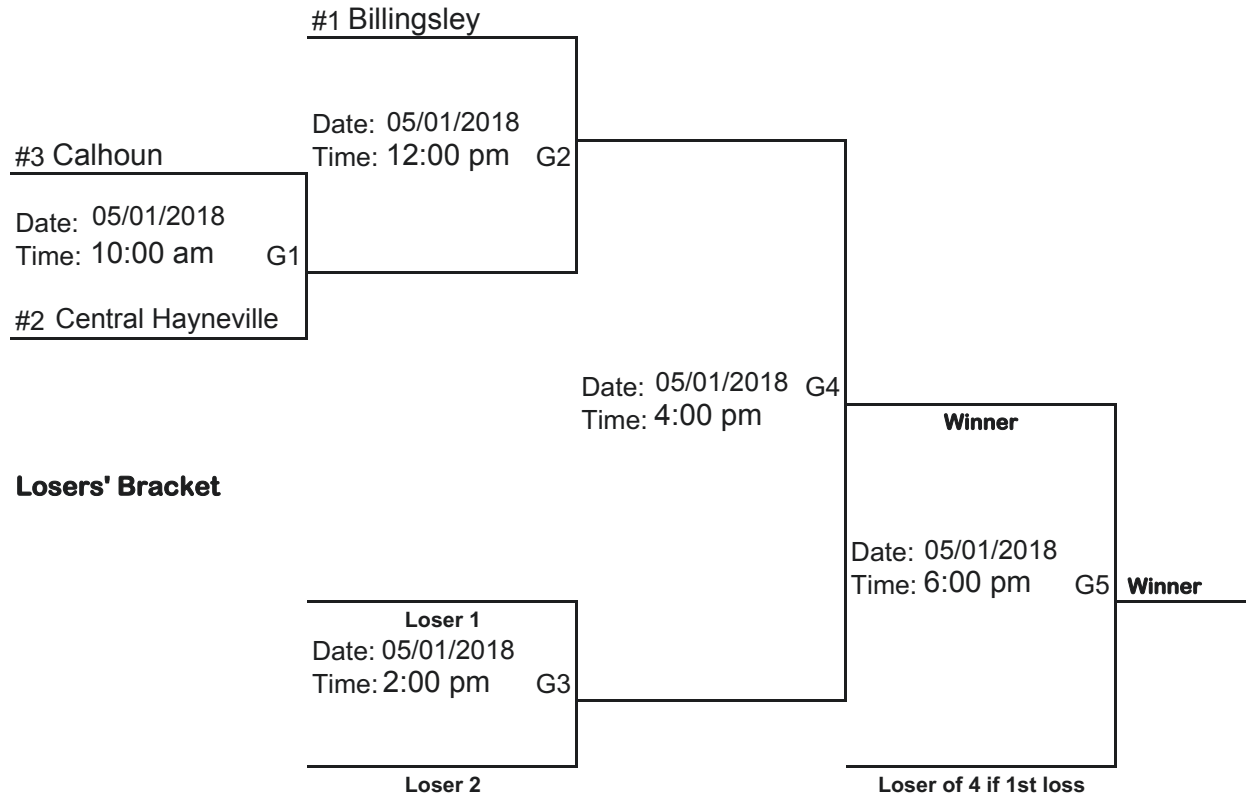 #1 Billingsley
Date: 05/01/2018
Time: 12:00 pm G2
#3 Calhoun
Date: 05/01/2018
Time: 10:00 am G1
#2 Central Hayneville
Date: 05/01/2018 G4
Time: 4:00 pm
Winner
Losers' Bracket
Date: 05/01/2018
Time: 6:00 pm G5 Winner
Loser 1
Date: 05/01/2018
Time: 2:00 pm G3
Loser 2
Loser of 4 if 1st loss